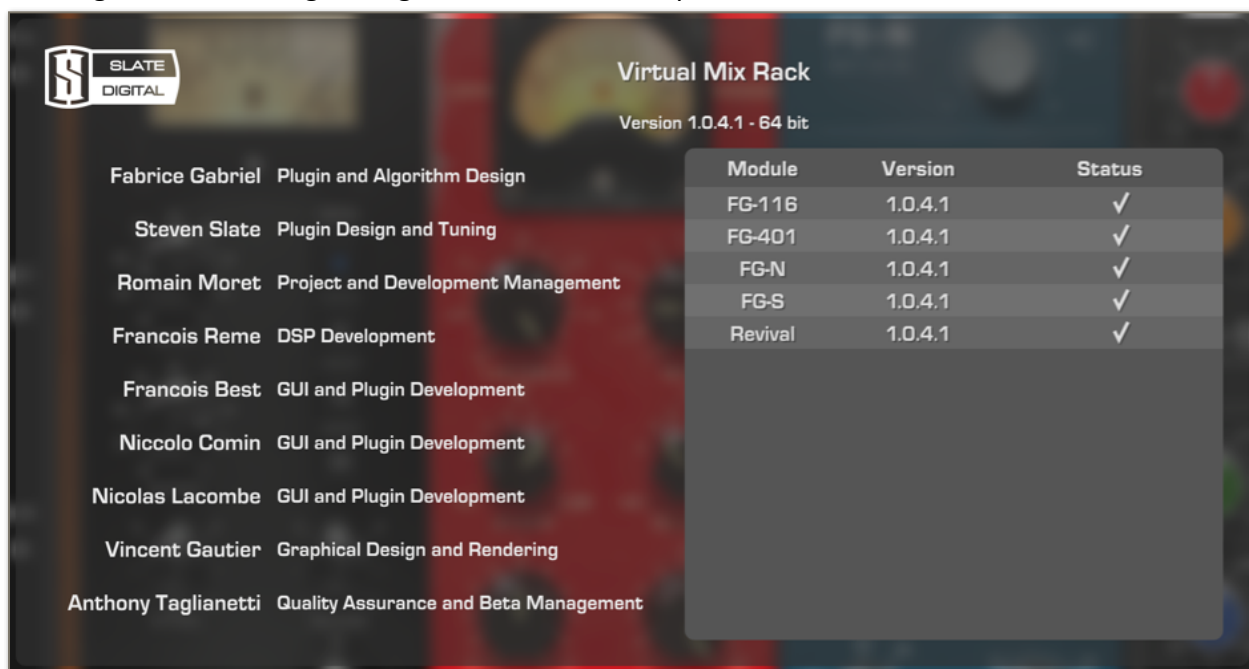 SLATE
DIGITAL
Virtual Mix Rack
Version 1.0.4.1 - 64 bit
Fabrice Gabriel Plugin and Algorithm Design
Steven Slate Plugin Design and Tuning
Romain Moret Project and Development Management
Francois Reme DSP Development
Francois Best GUI and Plugin Development
Niccolo Comin GUI and Plugin Development
Nicolas Lacombe GUI and Plugin Development
Vincent Gautier Graphical Design and Rendering
Anthony Taglianetti Quality Assurance and Beta Management
Module Version Status
FG-116 1.0.4.1 ✓
FG-401 1.0.4.1 ✓
FG-N 1.0.4.1 ✓
FG-S 1.0.4.1 ✓
Revival 1.0.4.1 ✓